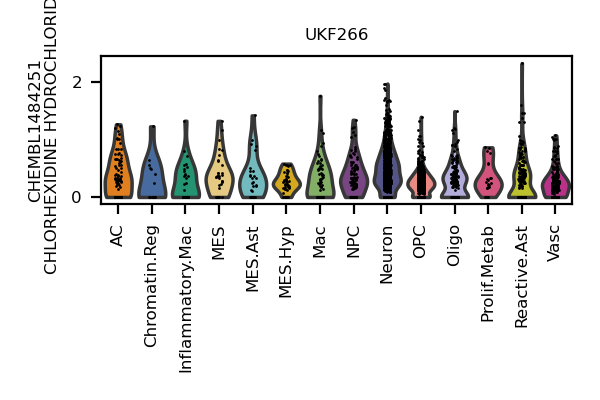 UKF266
CHEMBL1484251
CHLORHEXIDINE HYDROCHLORID
2
0
AC
Chromatin.Reg
Inflammatory.Mac
MES
MES.Ast
MES.Hyp
Mac
NPC
Neuron
OPC
Oligo
Prolif.Metab
Reactive.Ast
Vasc